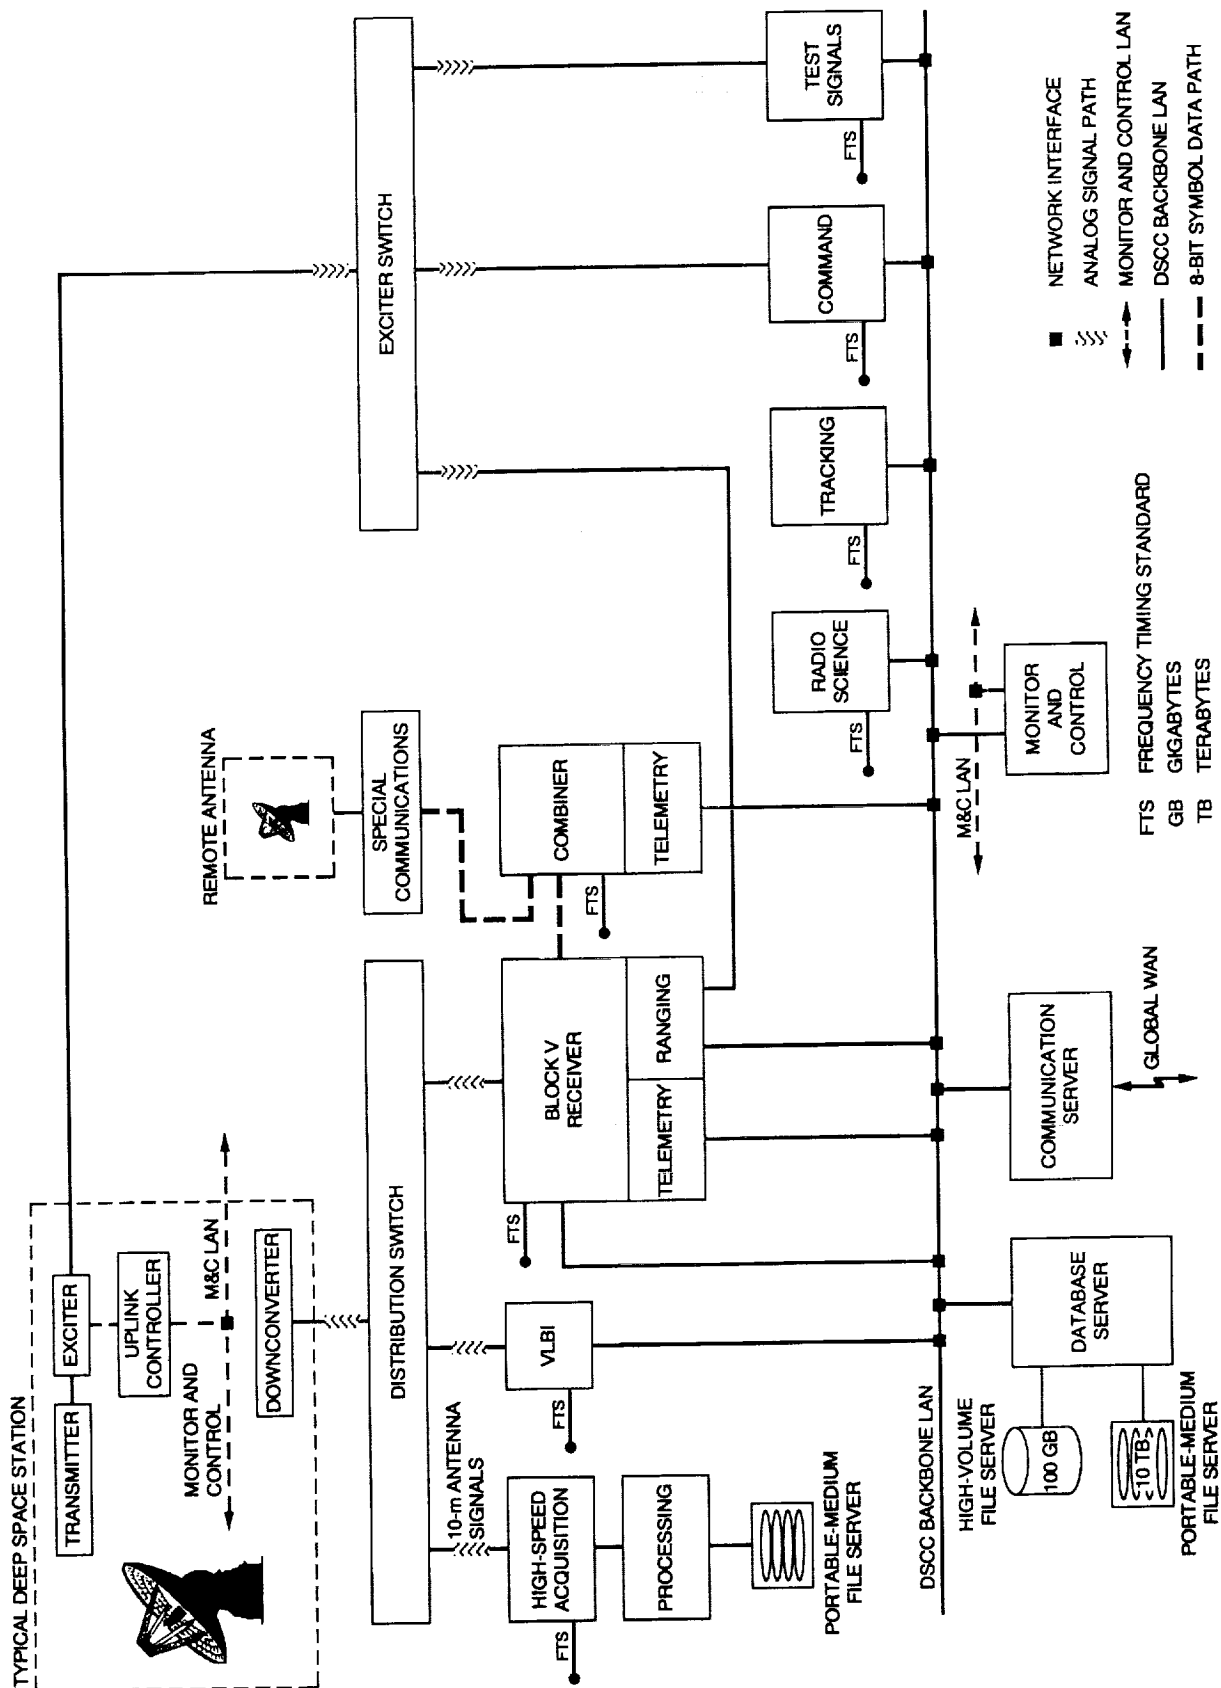 TYPICAL DEEP SPACE STATION
TRANSMITTER
EXCITER
UPLINK
CONTROLLER
MONITOR AND
CONTROL
M&C LAN
DOWNCONVERTER
REMOTE ANTENNA
SPECIAL
COMMUNICATIONS
EXCITER SWITCH
DISTRIBUTION SWITCH
10-m ANTENNA
SIGNALS
HIGH-SPEED
ACQUISITION
FTS
PROCESSING
PORTABLE-MEDIUM
FILE SERVER
VLBI
FTS
BLOCK V
RECEIVER
FTS
TELEMETRY
RANGING
COMBINER
TELEMETRY
FTS
RADIO
SCIENCE
FTS
TRACKING
FTS
COMMAND
FTS
TEST
SIGNALS
FTS
DSCC BACKBONE LAN
HIGH-VOLUME
FILE SERVER
100 GB
10 TB
PORTABLE-MEDIUM
FILE SERVER
DATABASE
SERVER
COMMUNICATION
SERVER
GLOBAL WAN
M&C LAN
MONITOR
AND
CONTROL
FTS FREQUENCY TIMING STANDARD
GB GIGABYTES
TB TERABYTES
NETWORK INTERFACE
ANALOG SIGNAL PATH
MONITOR AND CONTROL LAN
DSCC BACKBONE LAN
8-BIT SYMBOL DATA PATH